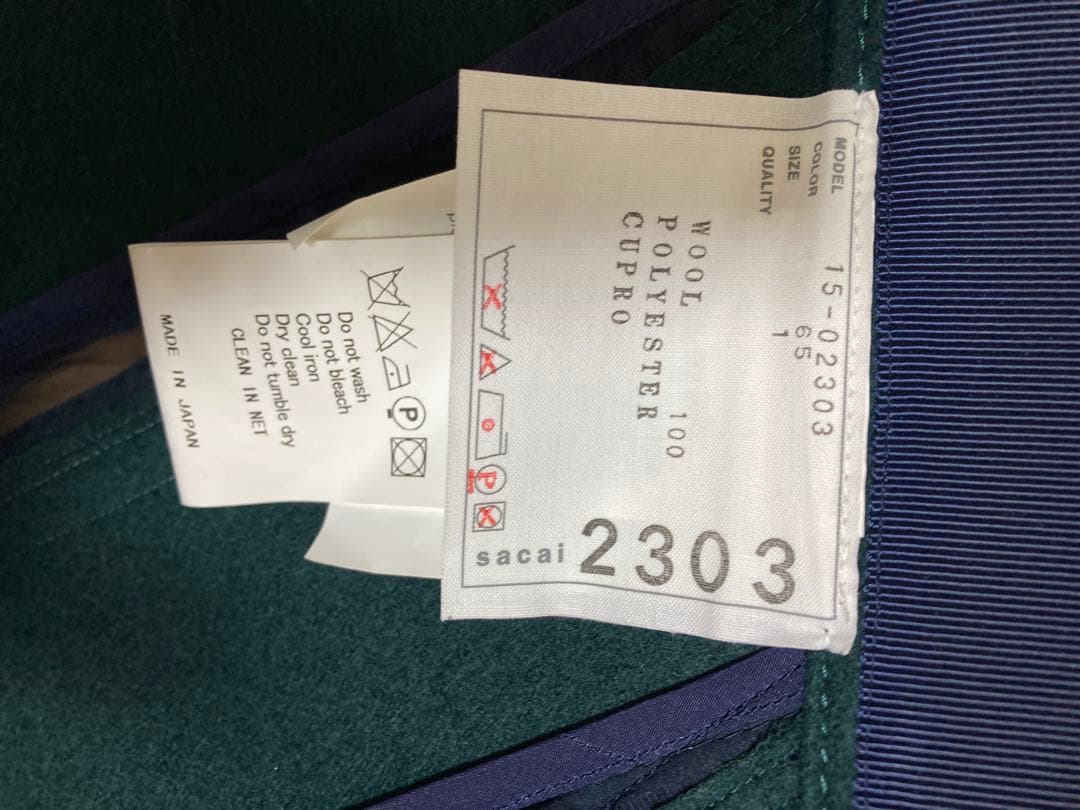 MODEL 15-02303
COLOR 65
SIZE 1
QUALITY
WOOL 100
POLYESTER
CUPRO
P
sacai
2303
P
Do not wash
Do not bleach
Cool iron
Dry clean
Do not tumble dry
CLEAN IN NET
MADE IN JAPAN